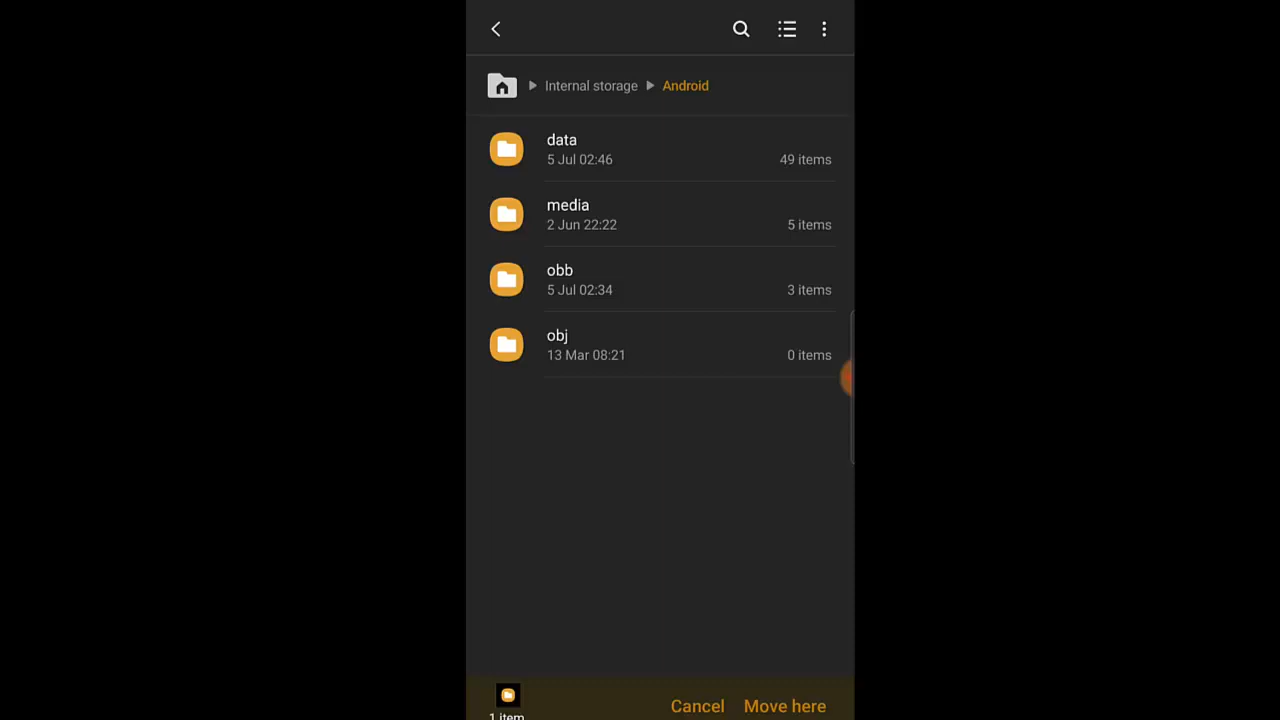 Internal storage Android
data
5 Jul 02:46 49 items
media
2 Jun 22:22 5 items
obb
5 Jul 02:34 3 items
obj
13 Mar 08:21 0 items
1 item
Cancel Move here